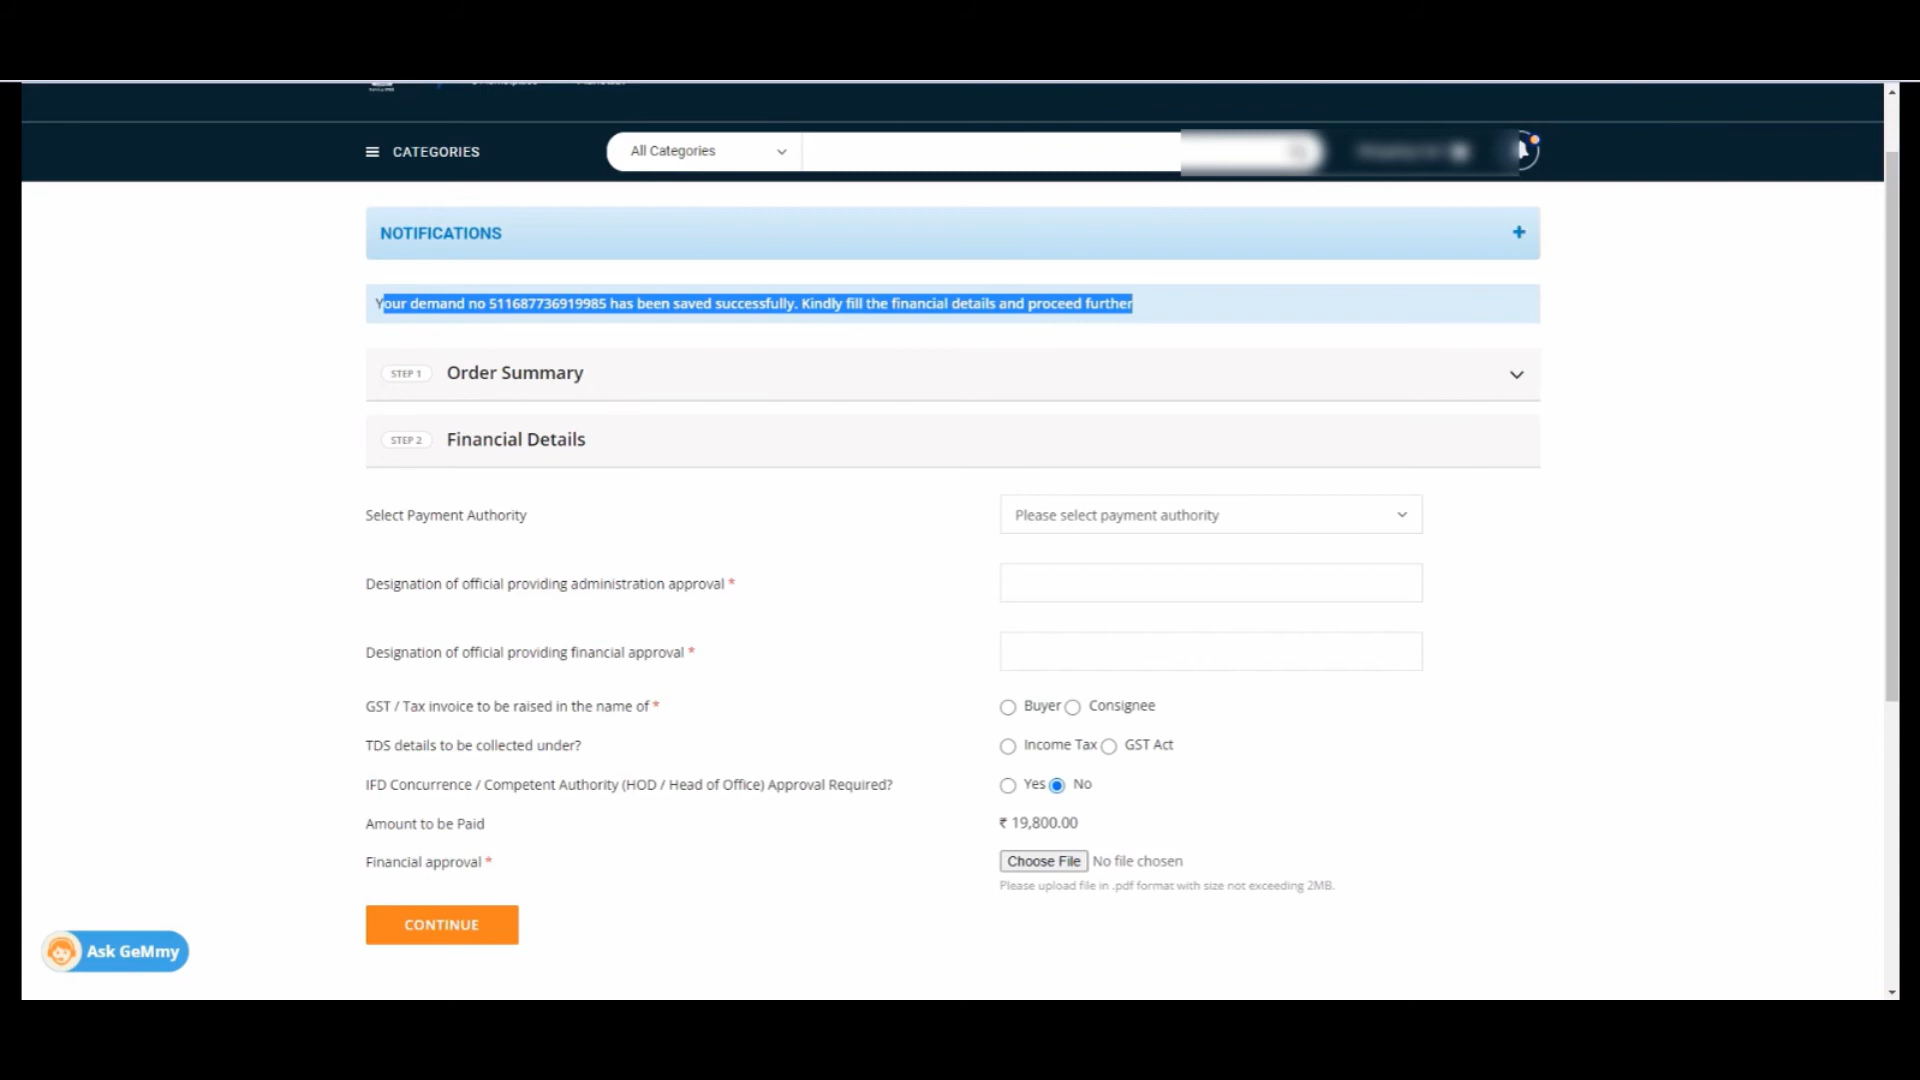 CATEGORIES
All Categories
NOTIFICATIONS
+
Your demand no 511687736919985 has been saved successfully. Kindly fill the financial details and proceed further
STEP 1 Order Summary
STEP 2 Financial Details
Select Payment Authority Please select payment authority
Designation of official providing administration approval *
Designation of official providing financial approval *
GST / Tax invoice to be raised in the name of * Buyer Consignee
TDS details to be collected under? Income Tax GST Act
IFD Concurrence / Competent Authority (HOD / Head of Office) Approval Required? Yes No
Amount to be Paid ₹ 19,800.00
Financial approval * Choose File No file chosen
Please upload file in .pdf format with size not exceeding 2MB.
CONTINUE
Ask GeMmy